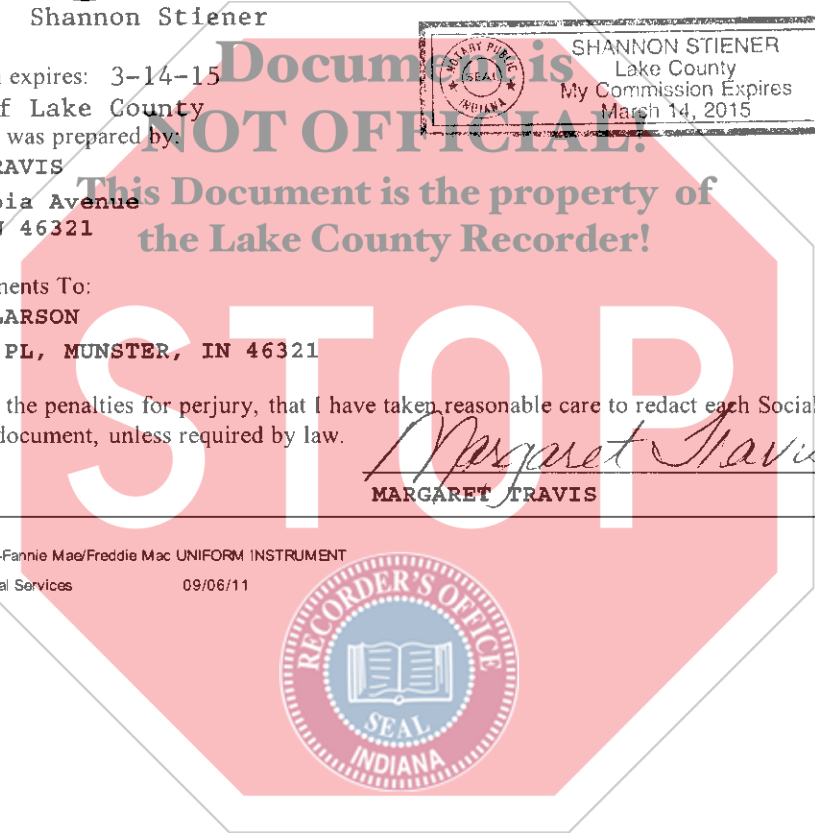 Shannon Stiener
SHANNON STIENER
Lake County
My Commission Expires
March 14, 2015
NOTARY PUBLIC
SEAL
INDIANA
expires: 3-14-15
f Lake County
was prepared by:
RAVIS
bia Avenue
N 46321
Document is
NOT OFFICIAL!
This Document is the property of
the Lake County Recorder!
ments To:
LARSON
PL, MUNSTER, IN 46321
STOP
the penalties for perjury, that I have taken reasonable care to redact each Social
document, unless required by law.
Margaret Travis
MARGARET TRAVIS
-Fannie Mae/Freddie Mac UNIFORM INSTRUMENT
al Services 09/06/11
RECORDER'S OFFICE
SEAL
INDIANA